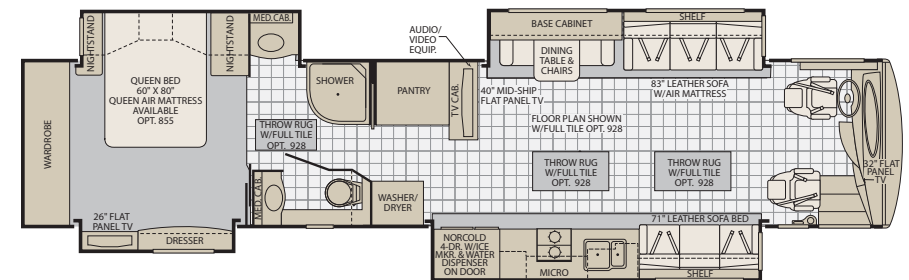 NIGHTSTAND
NIGHTSTAND
MED.CAB.
QUEEN BED
60" X 80"
QUEEN AIR MATTRESS
AVAILABLE
OPT. 855
WARDROBE
26" FLAT
PANEL TV
DRESSER
THROW RUG
W/FULL TILE
OPT. 928
MED.CAB.
SHOWER
PANTRY
WASHER/
DRYER
AUDIO/
VIDEO
EQUIP.
TV CAB.
40" MID-SHIP
FLAT PANEL TV
BASE CABINET
DINING
TABLE &
CHAIRS
SHELF
83" LEATHER SOFA
W/AIR MATTRESS
FLOOR PLAN SHOWN
W/FULL TILE OPT. 928
THROW RUG
W/FULL TILE
OPT. 928
THROW RUG
W/FULL TILE
OPT. 928
32" FLAT
PANEL
TV
71" LEATHER SOFA BED
SHELF
NORCOLD
4-DR. W/ICE
MKR. & WATER
DISPENSER
ON DOOR
MICRO